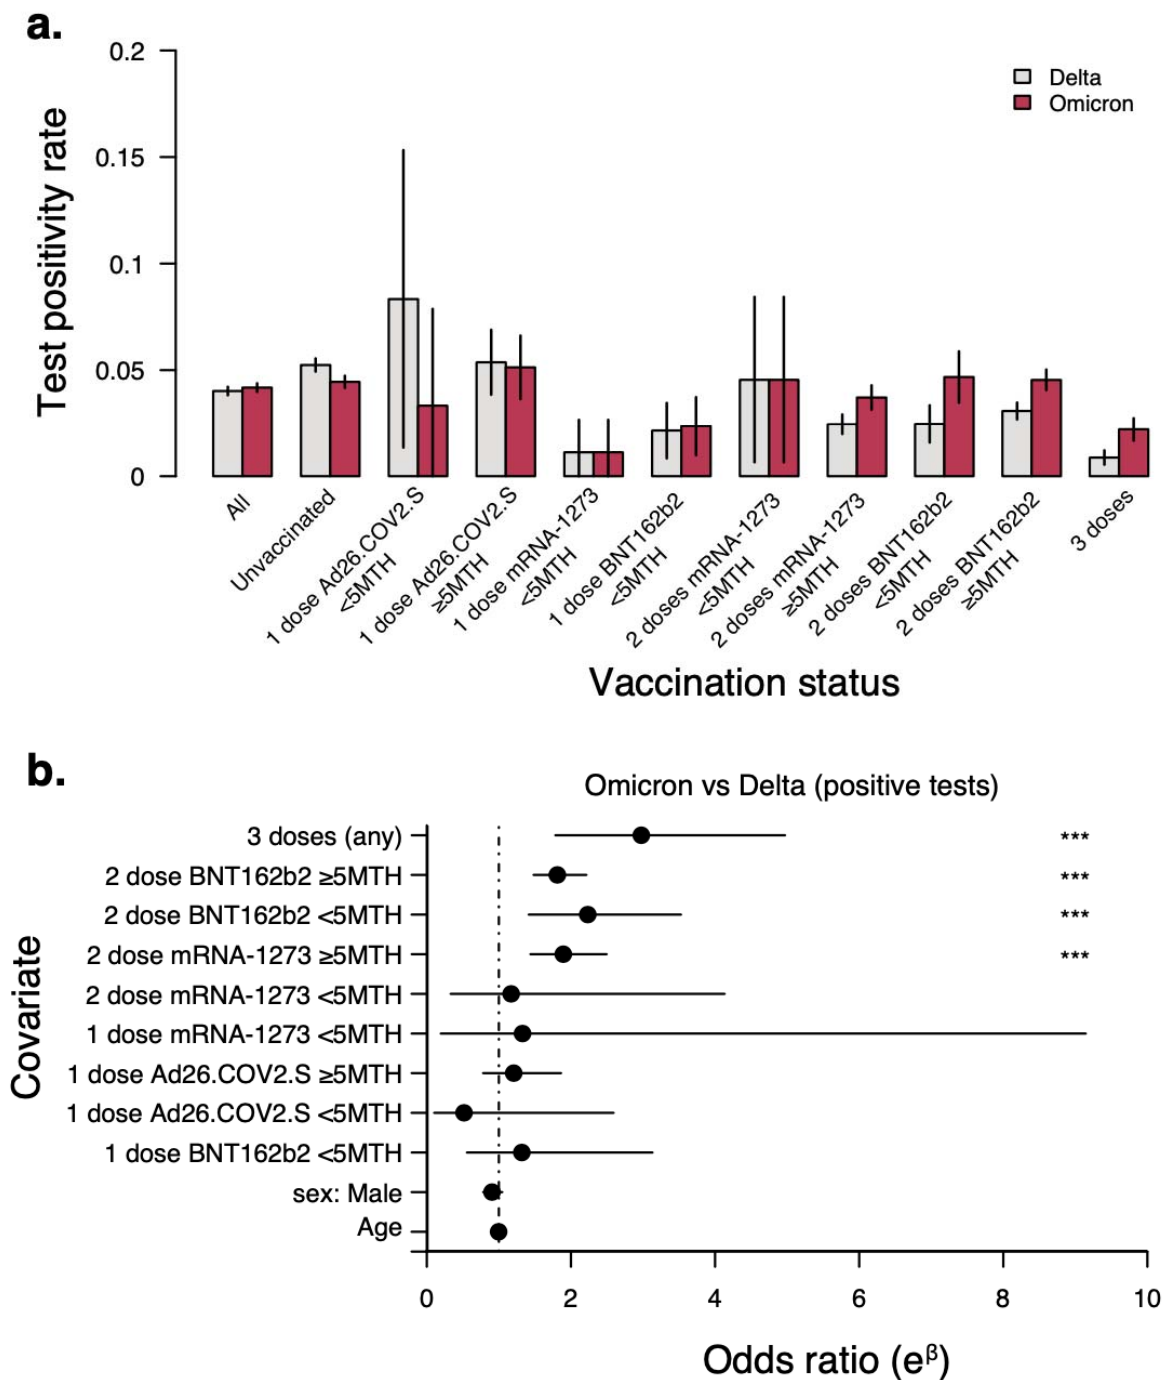 a.
Test positivity rate
0.2
0.15
0.1
0.05
0
Delta
Omicron
All
Unvaccinated
1 dose Ad26.COV2.S
<5MTH
1 dose Ad26.COV2.S
≥5MTH
1 dose mRNA-1273
<5MTH
1 dose BNT162b2
<5MTH
2 doses mRNA-1273
<5MTH
2 doses mRNA-1273
≥5MTH
2 doses BNT162b2
<5MTH
2 doses BNT162b2
≥5MTH
3 doses
Vaccination status
b.
Omicron vs Delta (positive tests)
Covariate
3 doses (any) ***
2 dose BNT162b2 ≥5MTH ***
2 dose BNT162b2 <5MTH ***
2 dose mRNA-1273 ≥5MTH ***
2 dose mRNA-1273 <5MTH
1 dose mRNA-1273 <5MTH
1 dose Ad26.COV2.S ≥5MTH
1 dose Ad26.COV2.S <5MTH
1 dose BNT162b2 <5MTH
sex: Male
Age
0 2 4 6 8 10
Odds ratio (e^β)